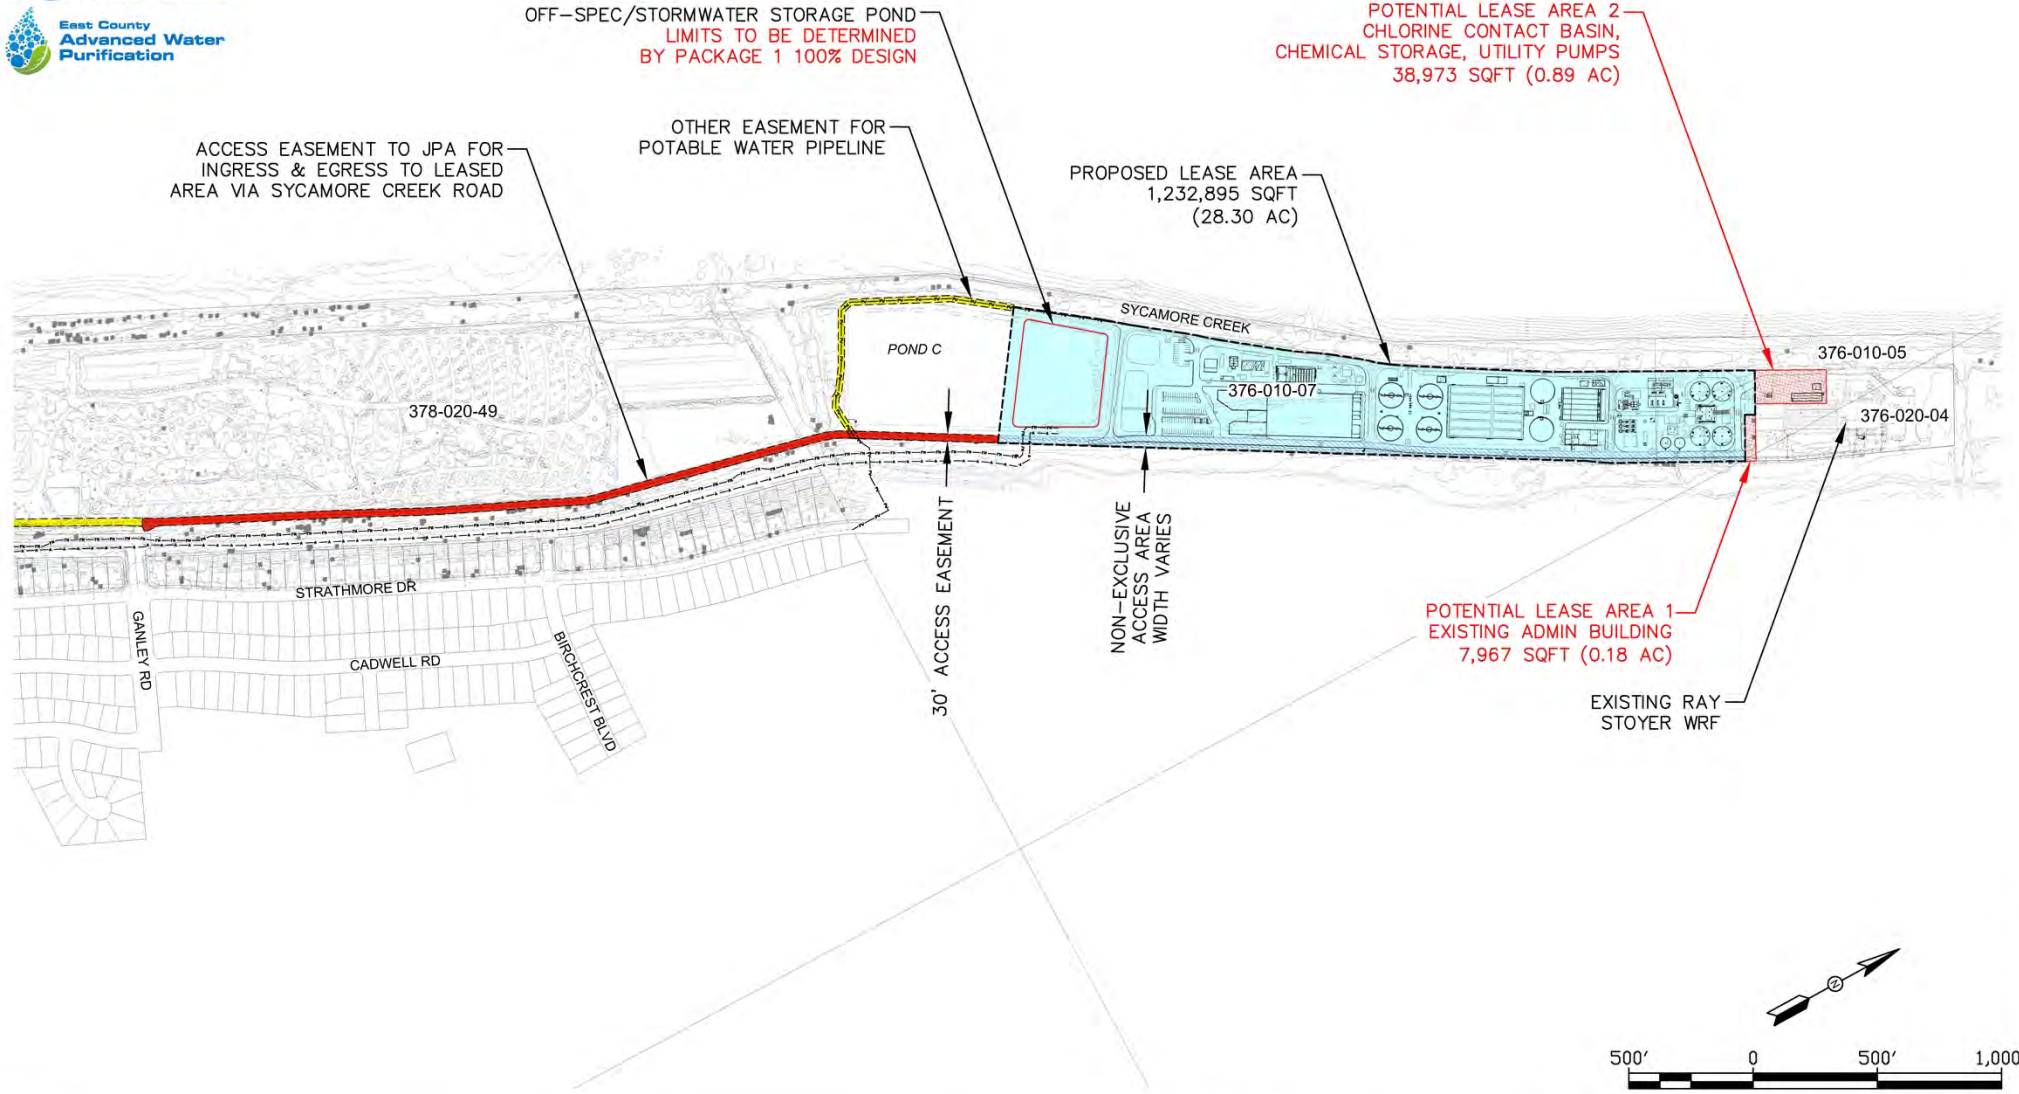 East County
Advanced Water
Purification
OFF-SPEC/STORMWATER STORAGE POND
LIMITS TO BE DETERMINED
BY PACKAGE 1 100% DESIGN
POTENTIAL LEASE AREA 2
CHLORINE CONTACT BASIN,
CHEMICAL STORAGE, UTILITY PUMPS
38,973 SQFT (0.89 AC)
ACCESS EASEMENT TO JPA FOR
INGRESS & EGRESS TO LEASED
AREA VIA SYCAMORE CREEK ROAD
OTHER EASEMENT FOR
POTABLE WATER PIPELINE
PROPOSED LEASE AREA
1,232,895 SQFT
(28.30 AC)
SYCAMORE CREEK
POND C
376-010-05
376-010-07
378-020-49
376-020-04
30' ACCESS EASEMENT
NON-EXCLUSIVE
ACCESS AREA
WIDTH VARIES
STRATHMORE DR
GANLEY RD
CADWELL RD
BIRCHCREST BLVD
POTENTIAL LEASE AREA 1
EXISTING ADMIN BUILDING
7,967 SQFT (0.18 AC)
EXISTING RAY
STOYER WRF
N
500' 0 500' 1,000